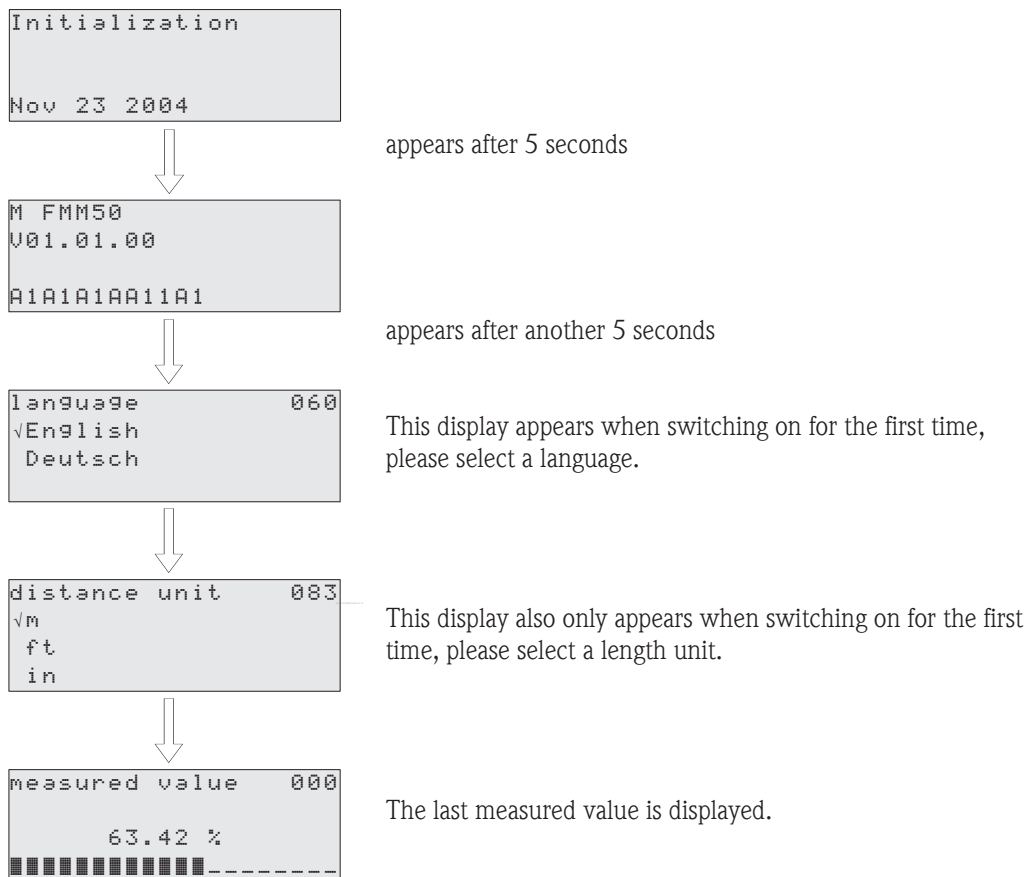 Initialization
Nov 23 2004
appears after 5 seconds
M FMM50
V01.01.00
A1A1A1AA11A1
appears after another 5 seconds
language 060
√English
Deutsch
This display appears when switching on for the first time,
please select a language.
distance unit 083
√m
ft
in
This display also only appears when switching on for the first
time, please select a length unit.
measured value 000
63.42 %
The last measured value is displayed.